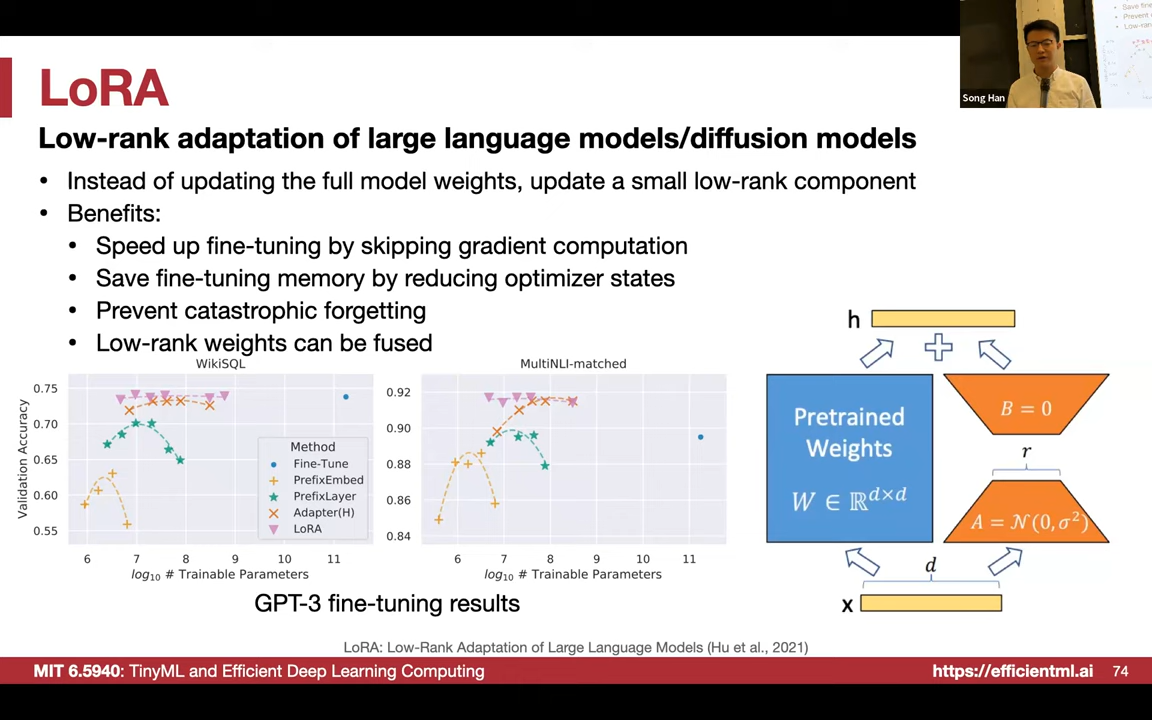 Save fine
Prevent
Low-ran
Song Han
LoRA
Low-rank adaptation of large language models/diffusion models
• Instead of updating the full model weights, update a small low-rank component
• Benefits:
• Speed up fine-tuning by skipping gradient computation
• Save fine-tuning memory by reducing optimizer states
• Prevent catastrophic forgetting
• Low-rank weights can be fused
WikiSQL
Validation Accuracy
0.75
0.70
0.65
0.60
0.55
Method
Fine-Tune
PrefixEmbed
PrefixLayer
Adapter(H)
LoRA
6 7 8 9 10 11
log₁₀ # Trainable Parameters
MultiNLI-matched
0.92
0.90
0.88
0.86
0.84
6 7 8 9 10 11
log₁₀ # Trainable Parameters
GPT-3 fine-tuning results
h
Pretrained
Weights
W ∈ ℝ^{d×d}
B = 0
r
A = 𝒩(0, σ²)
d
x
LoRA: Low-Rank Adaptation of Large Language Models (Hu et al., 2021)
MIT 6.5940: TinyML and Efficient Deep Learning Computing
https://efficientml.ai 74